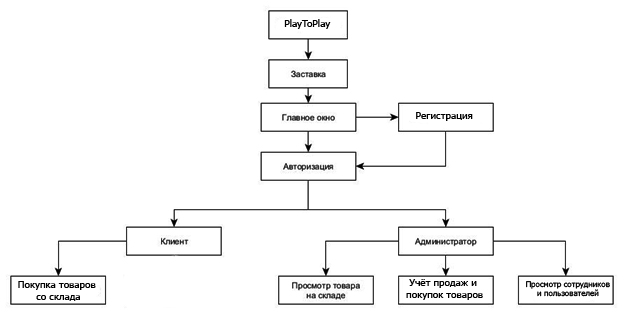 PlayToPlay
Заставка
Главное окно
Регистрация
Авторизация
Клиент
Администратор
Покупка товаров
со склада
Просмотр товара
на складе
Учёт продаж и
покупок товаров
Просмотр сотрудников
и пользователей